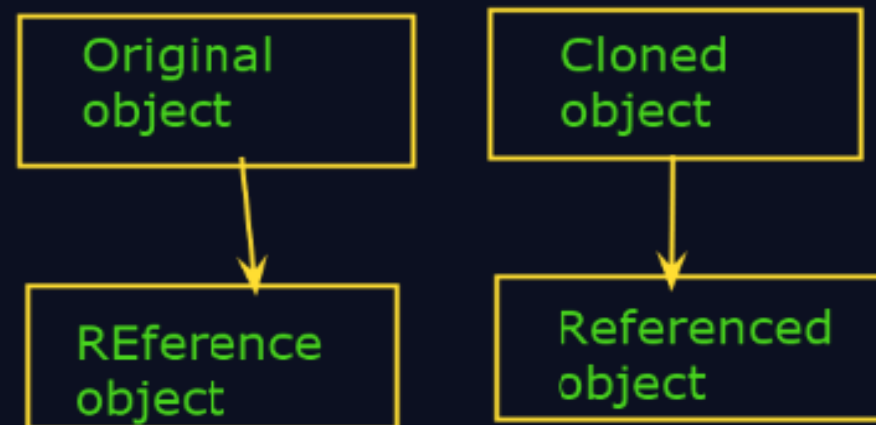 Original
object
Cloned
object
REference
object
Referenced
object